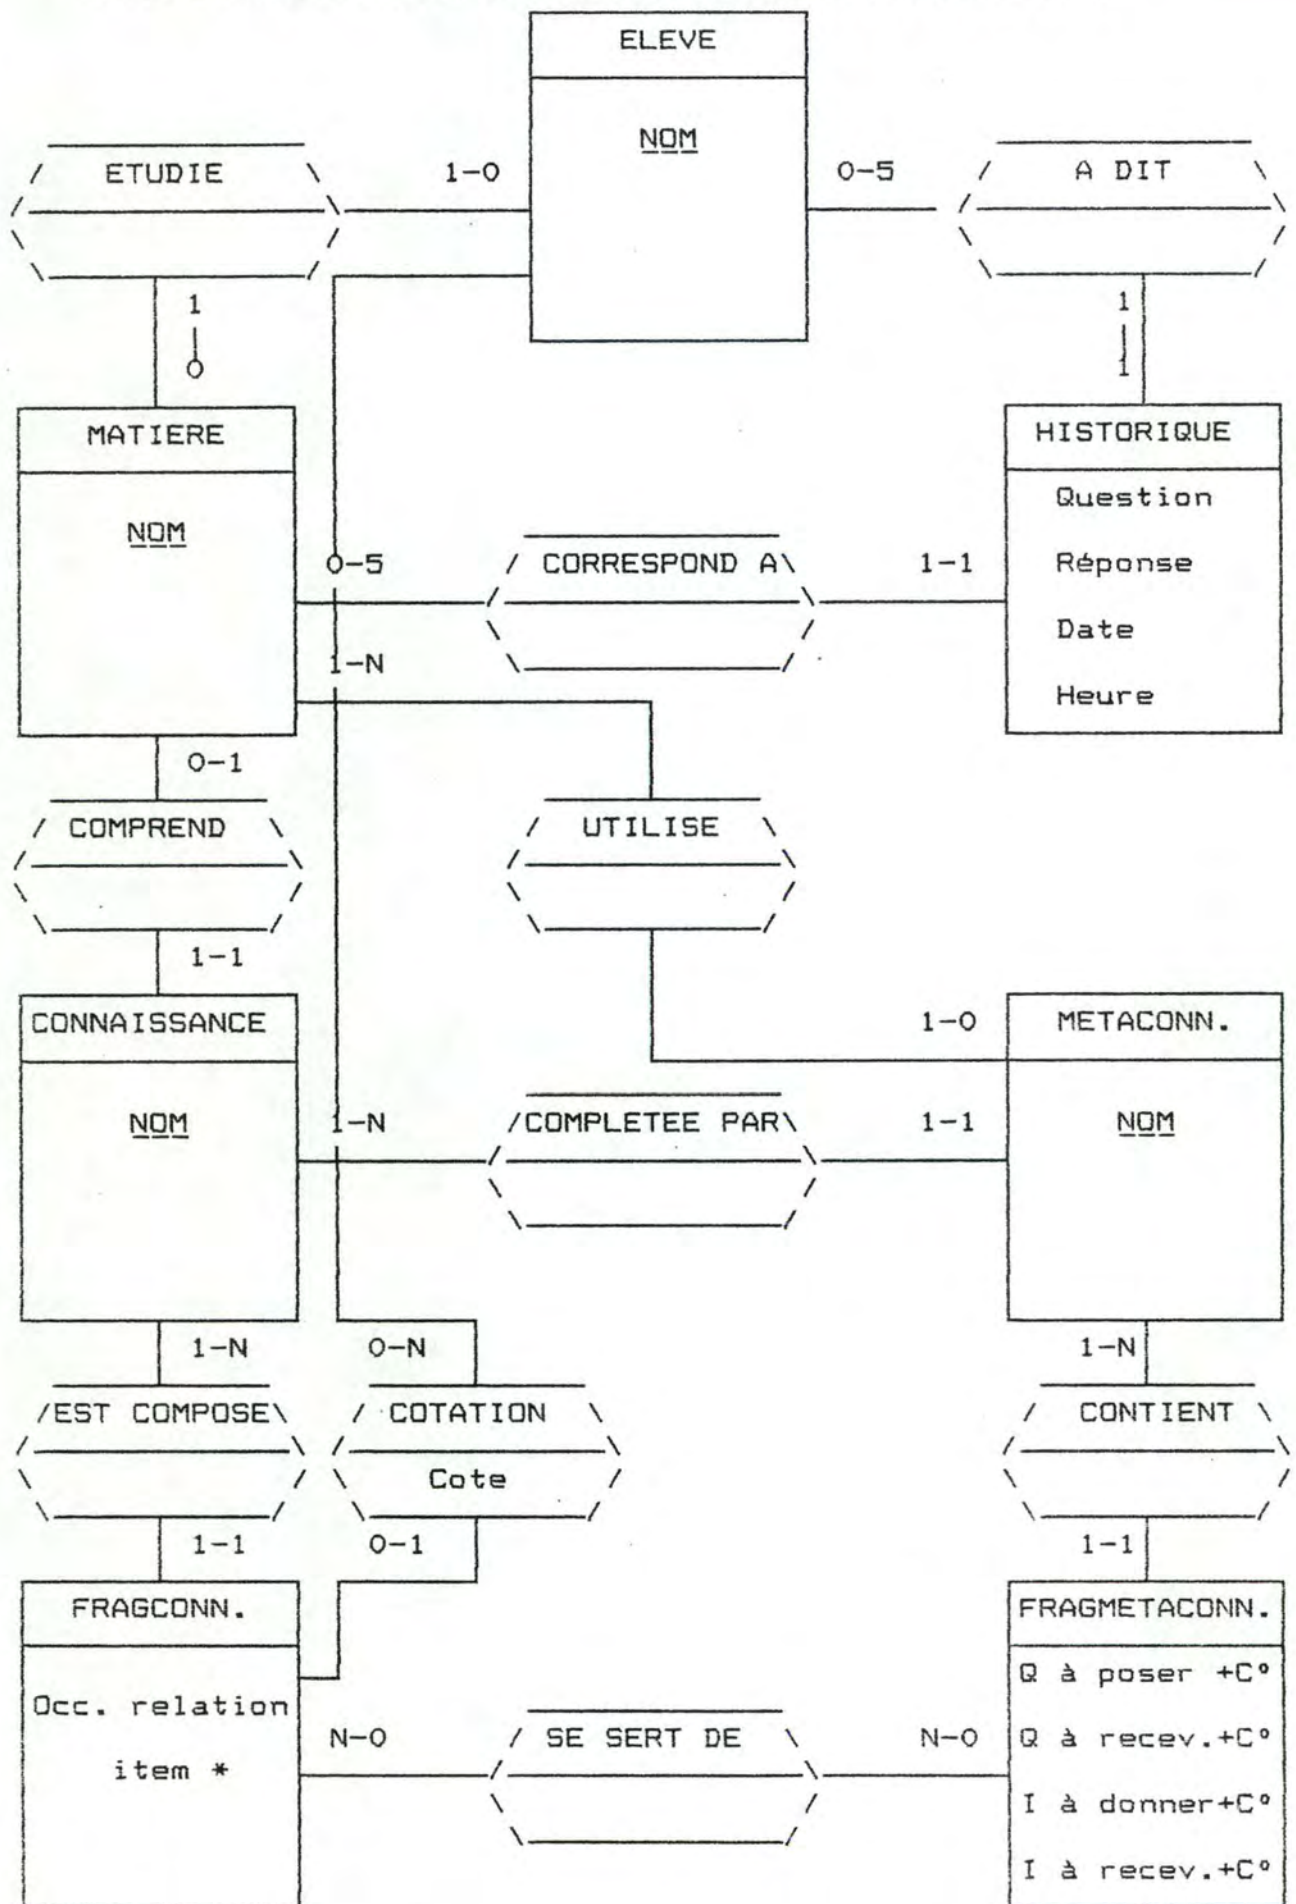 ELEVE
NOM
ETUDIE
1-0
0-5
A DIT
1
|
0
1
|
1
MATIERE
NOM
HISTORIQUE
Question
Réponse
Date
Heure
0-5
CORRESPOND A
1-1
1-N
0-1
COMPREND
UTILISE
1-1
CONNAISSANCE
NOM
1-0
METACONN.
NOM
1-N
COMPLETEE PAR
1-1
1-N
0-N
1-N
EST COMPOSE
COTATION
Cote
CONTIENT
1-1
0-1
1-1
FRAGCONN.
Occ. relation
item *
FRAGMETACONN.
Q à poser +C°
Q à recev.+C°
I à donner+C°
I à recev.+C°
N-0
SE SERT DE
N-0